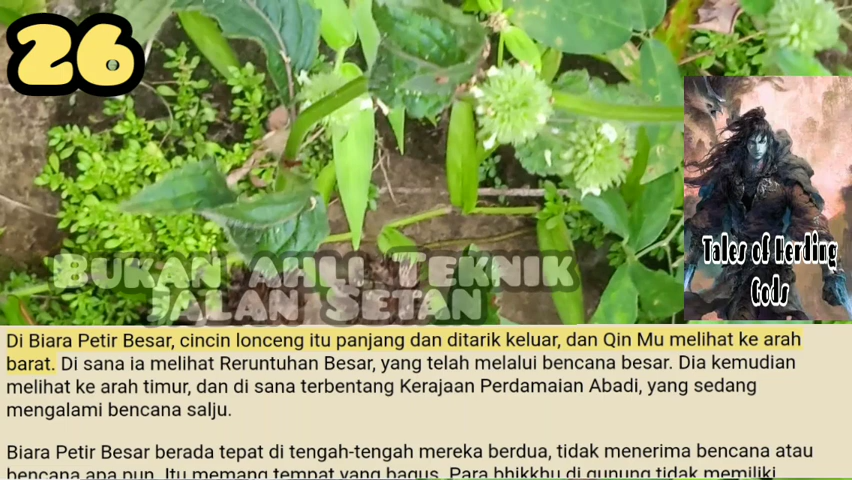 26
BUKAN AHLI TEKNIK
JALAN SETAN
Tales of Herding
Gods
Di Biara Petir Besar, cincin lonceng itu panjang dan ditarik keluar, dan Qin Mu melihat ke arah
barat. Di sana ia melihat Reruntuhan Besar, yang telah melalui bencana besar. Dia kemudian
melihat ke arah timur, dan di sana terbentang Kerajaan Perdamaian Abadi, yang sedang
mengalami bencana salju.
Biara Petir Besar berada tepat di tengah-tengah mereka berdua, tidak menerima bencana atau
bencana apa pun. Itu memang tempat yang bagus. Para bhikkhu di gunung tidak memiliki